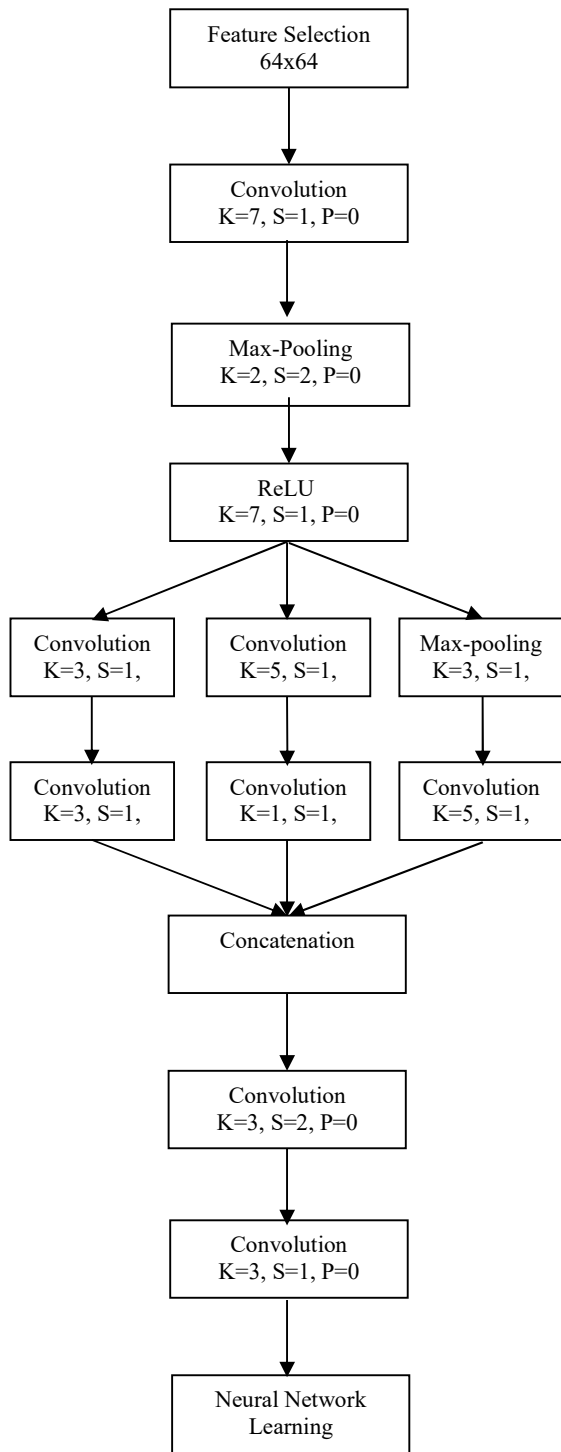 Feature Selection
64x64
Convolution
K=7, S=1, P=0
Max-Pooling
K=2, S=2, P=0
ReLU
K=7, S=1, P=0
Convolution
K=3, S=1,
Convolution
K=5, S=1,
Max-pooling
K=3, S=1,
Convolution
K=3, S=1,
Convolution
K=1, S=1,
Convolution
K=5, S=1,
Concatenation
Convolution
K=3, S=2, P=0
Convolution
K=3, S=1, P=0
Neural Network
Learning